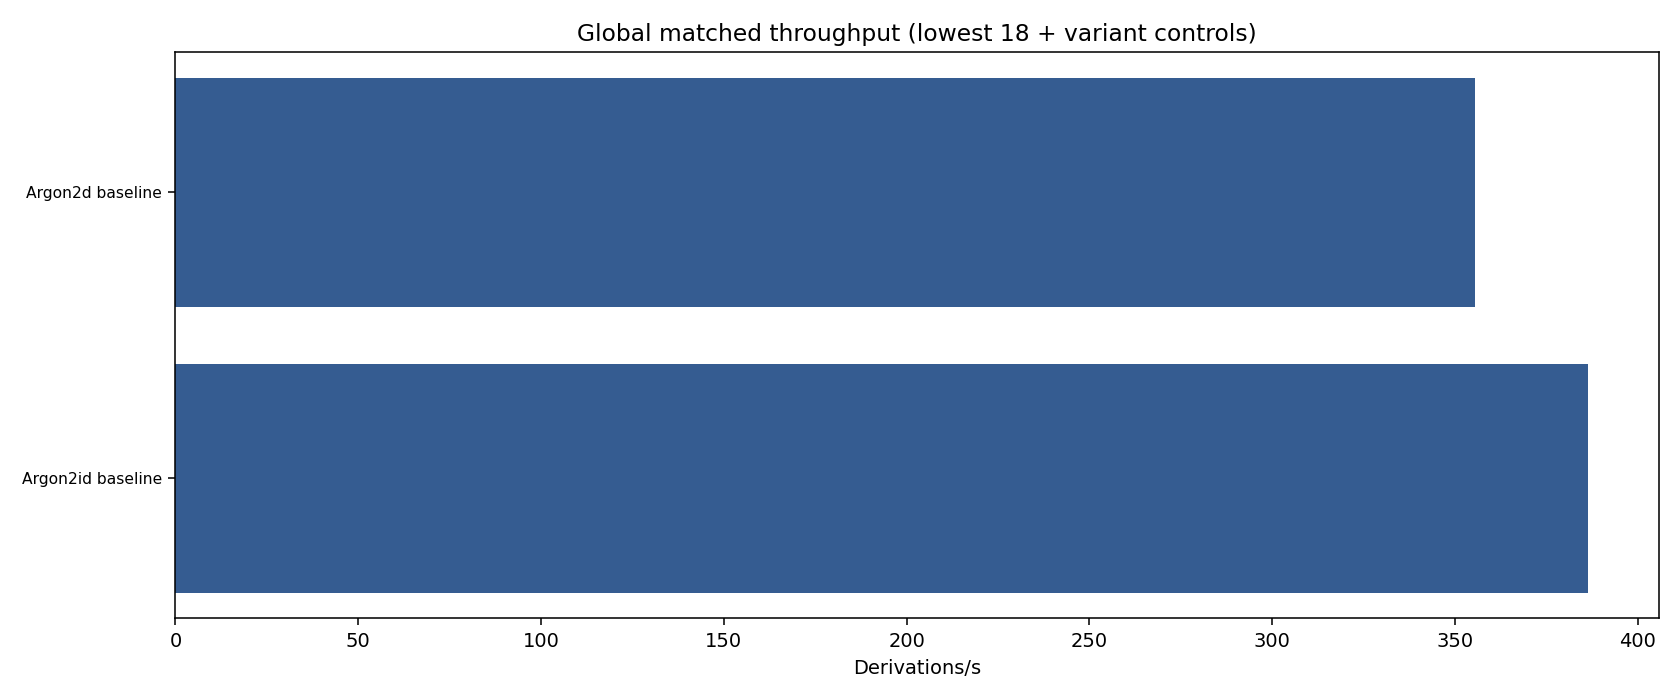 Global matched throughput (lowest 18 + variant controls)
Argon2d baseline
Argon2id baseline
0 50 100 150 200 250 300 350 400
Derivations/s